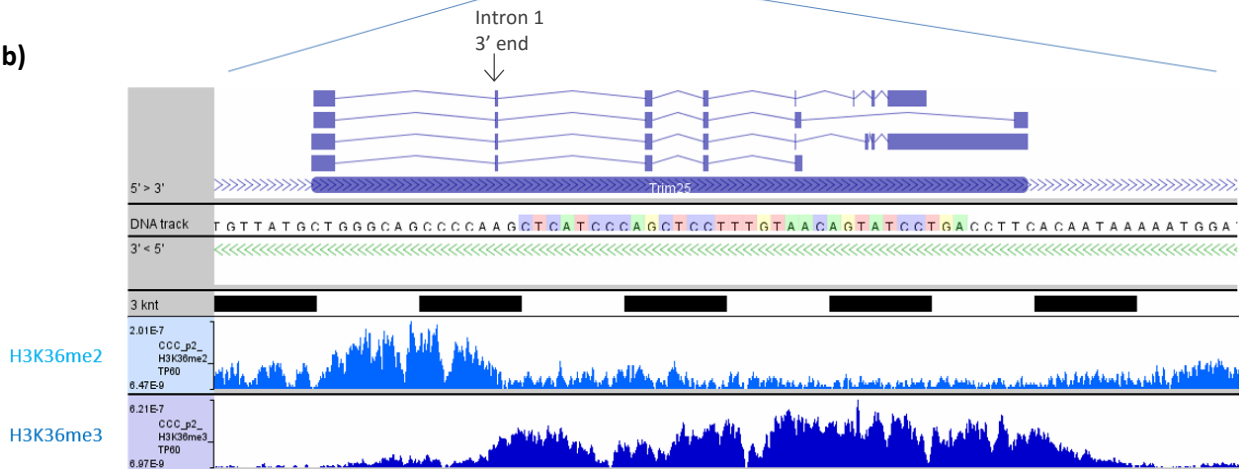 Intron 1
3’ end
b)
Trim25
5' > 3'
DNA track
TGTTATGCTGGGCAGCCCCAAGCTCATCCCAGCTCCTTTGTAACAGTATCCTGACCTTCACAATAAAAATGGA
3' < 5'
3 knt
2.01E-7
CCC_p2_
H3K36me2
H3K36me2_
TP60
6.47E-9
6.21E-7
CCC_p2_
H3K36me3
H3K36me3_
TP60
6.97E-9